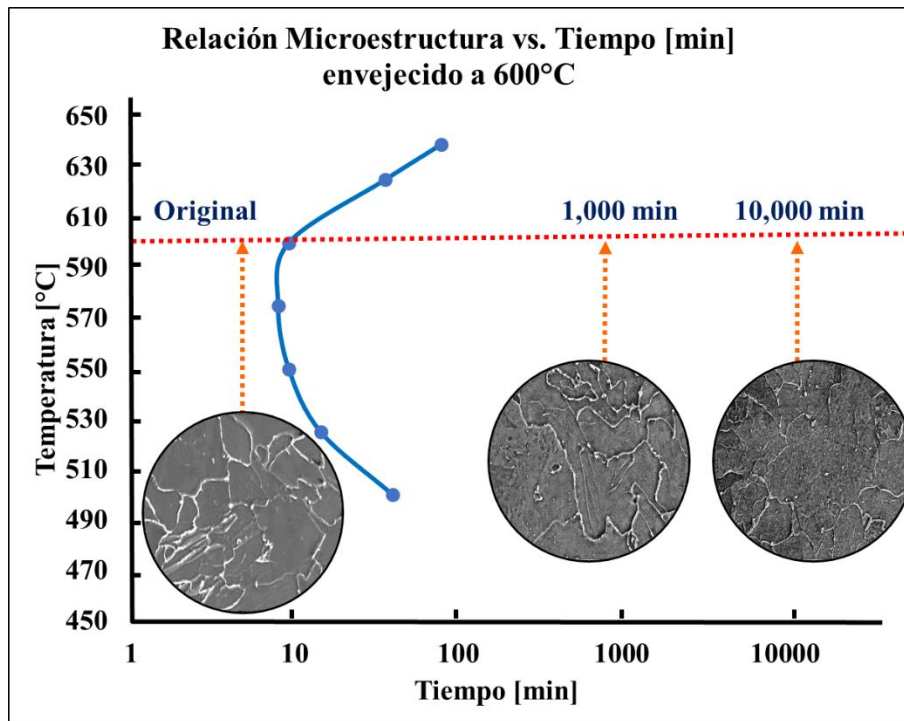 Relación Microestructura vs. Tiempo [min]
envejecido a 600°C
650
630
Original
1,000 min
10,000 min
610
590
570
550
530
510
490
470
450
Temperatura [°C]
1
10
100
1000
10000
Tiempo [min]